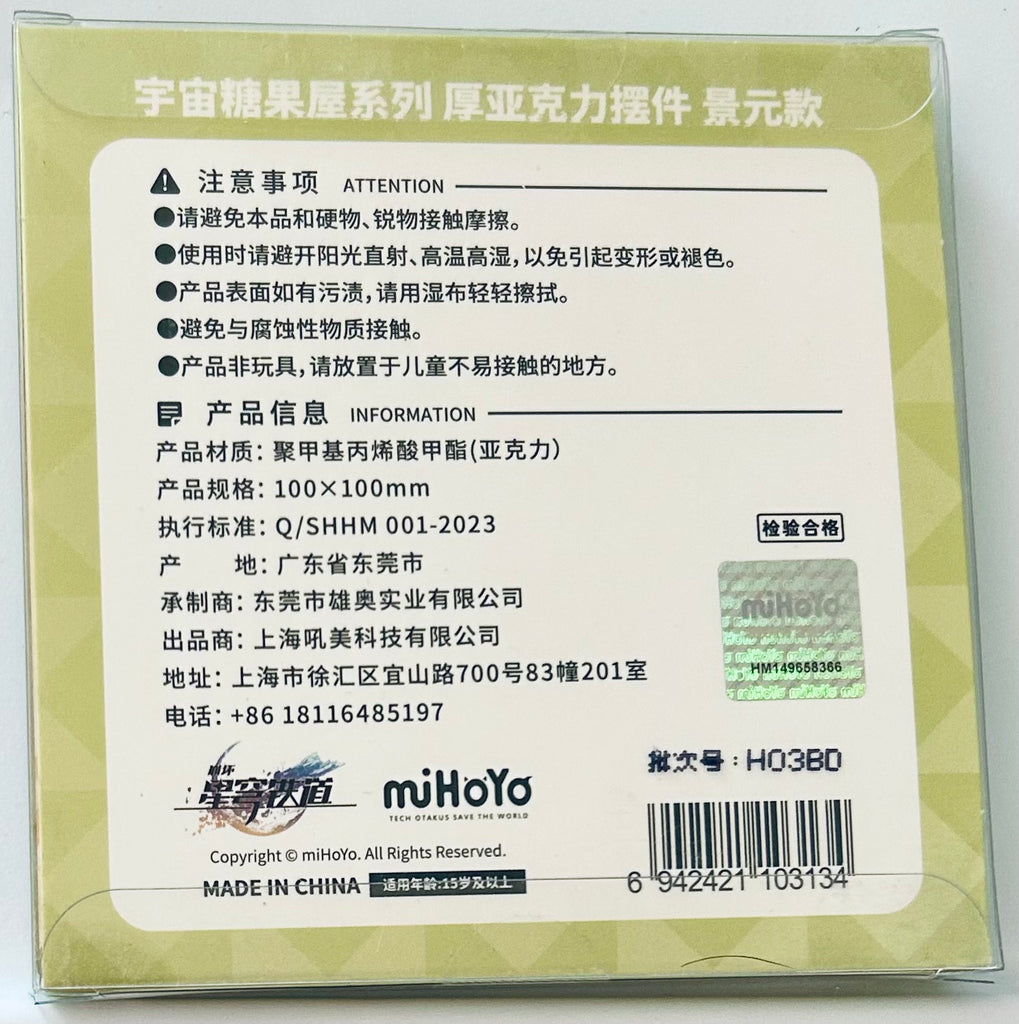 宇宙糖果屋系列 厚亚克力摆件 景元款
注意事项 ATTENTION
●请避免本品和硬物、锐物接触摩擦。
●使用时请避开阳光直射、高温高湿,以免引起变形或褪色。
●产品表面如有污渍,请用湿布轻轻擦拭。
●避免与腐蚀性物质接触。
●产品非玩具,请放置于儿童不易接触的地方。
产品信息 INFORMATION
产品材质: 聚甲基丙烯酸甲酯(亚克力)
产品规格: 100×100mm
执行标准: Q/SHHM 001-2023
产 地: 广东省东莞市
承制商: 东莞市雄奥实业有限公司
出品商: 上海吼美科技有限公司
地址: 上海市徐汇区宜山路700号83幢201室
电话: +86 18116485197
检验合格
miHoYo
HM149658366
崩坏
星穹铁道
miHoYo
TECH OTAKUS SAVE THE WORLD
批次号:HO3BD
Copyright © miHoYo. All Rights Reserved.
MADE IN CHINA 适用年龄:15岁及以上
6 942421 103134